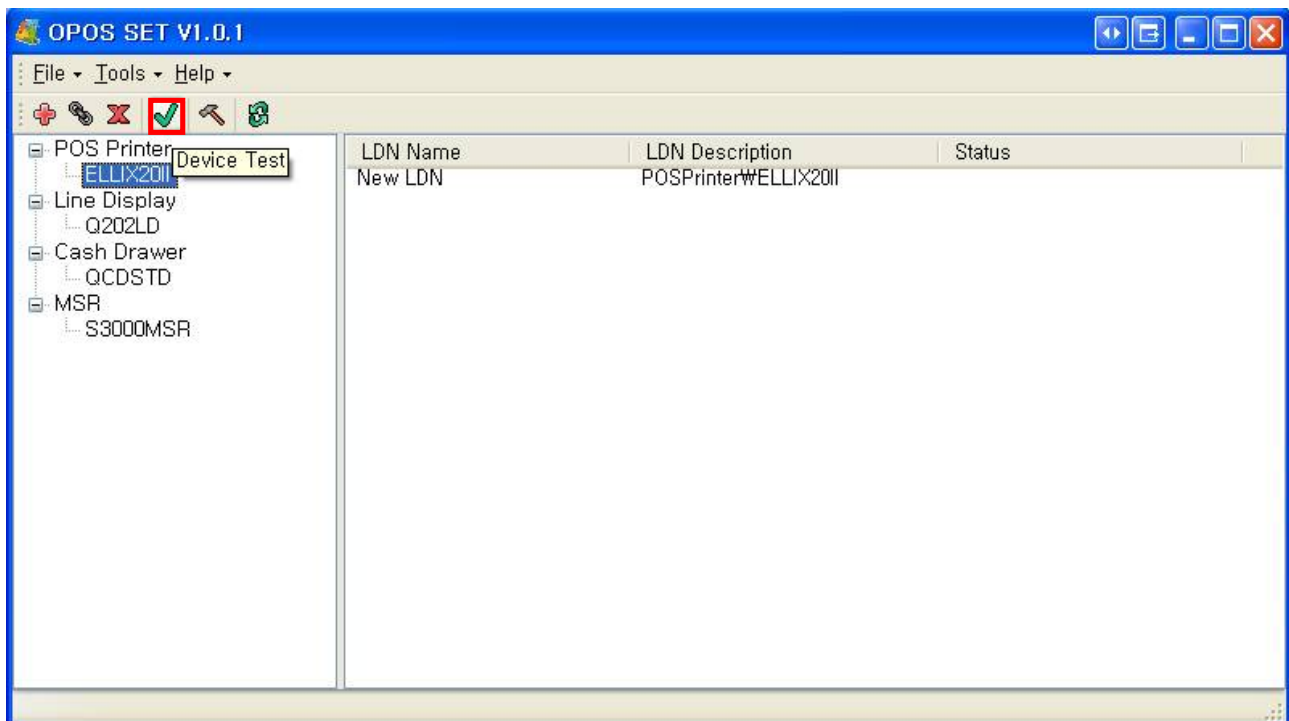 OPOS SET V1.0.1
File Tools Help
Device Test
POS Printer
ELLIX20II
Line Display
Q202LD
Cash Drawer
QCDSTD
MSR
S3000MSR
LDN Name LDN Description Status
New LDN POSPrinter₩ELLIX20II